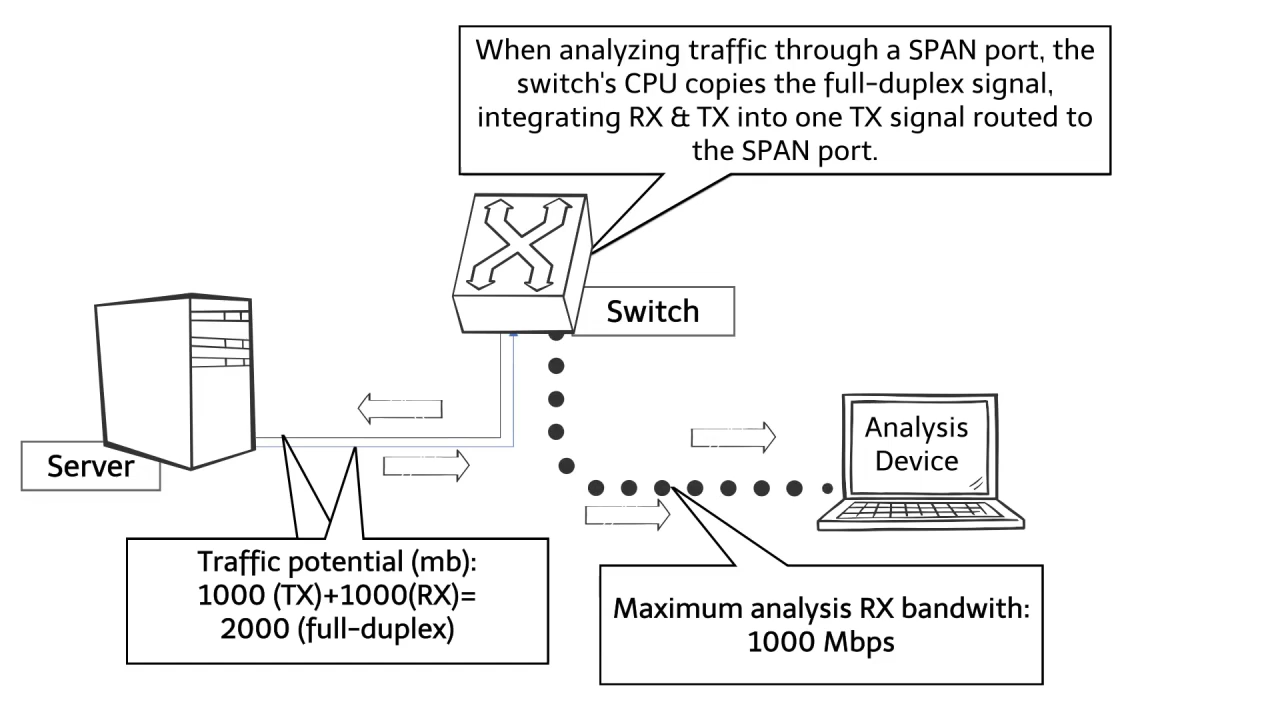 When analyzing traffic through a SPAN port, the
switch's CPU copies the full-duplex signal,
integrating RX & TX into one TX signal routed to
the SPAN port.
Switch
Server
Analysis
Device
Traffic potential (mb):
1000 (TX)+1000(RX)=
2000 (full-duplex)
Maximum analysis RX bandwith:
1000 Mbps